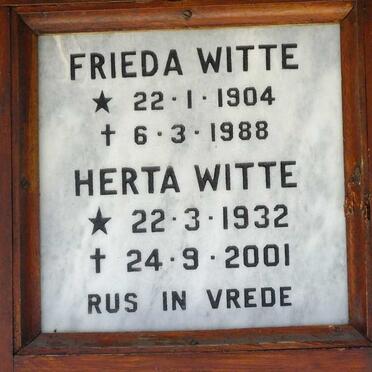 FRIEDA WITTE
★ 22·1·1904
† 6·3·1988
HERTA WITTE
★ 22·3·1932
† 24·9·2001
RUS IN VREDE